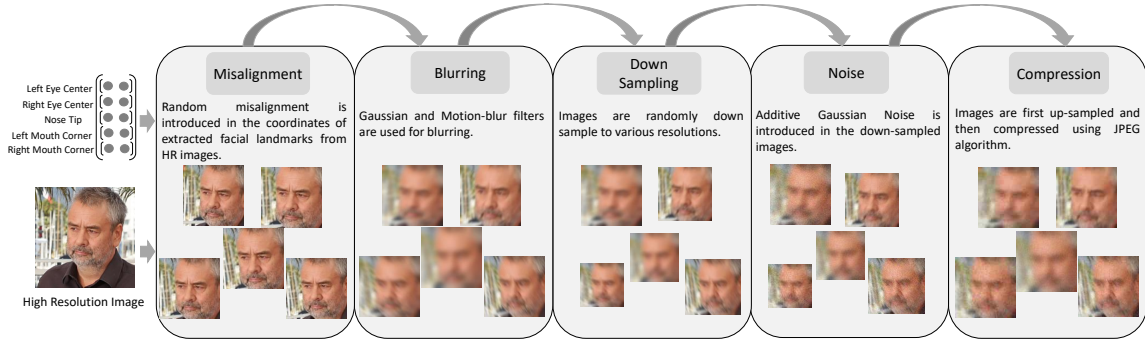 Left Eye Center
Right Eye Center
Nose Tip
Left Mouth Corner
Right Mouth Corner
High Resolution Image
Misalignment
Random misalignment is
introduced in the coordinates of
extracted facial landmarks from
HR images.
Blurring
Gaussian and Motion-blur filters
are used for blurring.
Down
Sampling
Images are randomly down
sample to various resolutions.
Noise
Additive Gaussian Noise is
introduced in the down-sampled
images.
Compression
Images are first up-sampled and
then compressed using JPEG
algorithm.